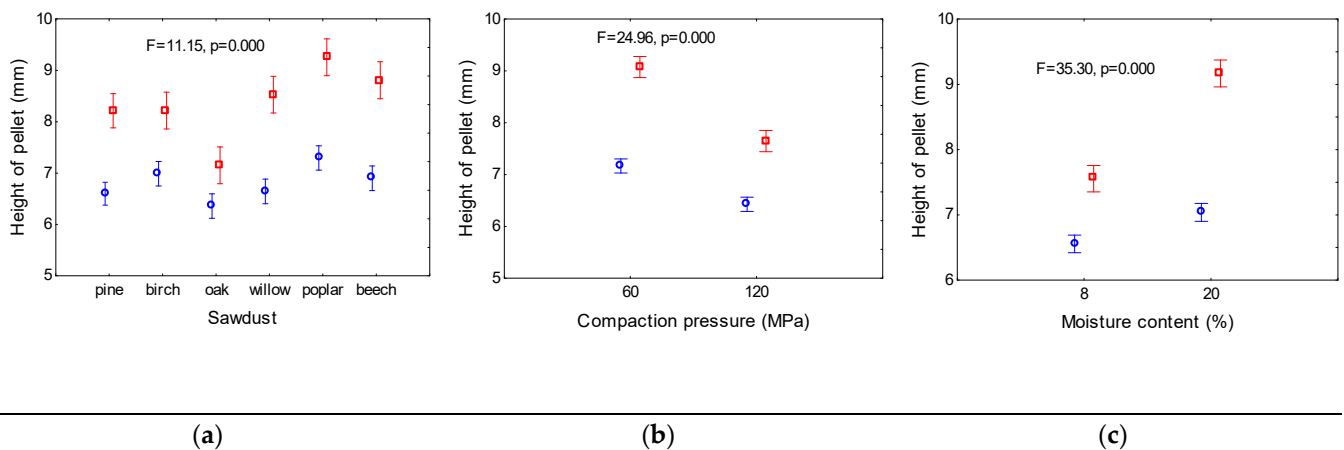 10
9
8
7
6
5
Height of pellet (mm)
F=11.15, p=0.000
pine birch oak willow poplar beech
Sawdust
10
9
8
7
6
5
Height of pellet (mm)
F=24.96, p=0.000
60 120
Compaction pressure (MPa)
10
9
8
7
6
Height of pellet (mm)
F=35.30, p=0.000
8 20
Moisture content (%)
(a) (b) (c)